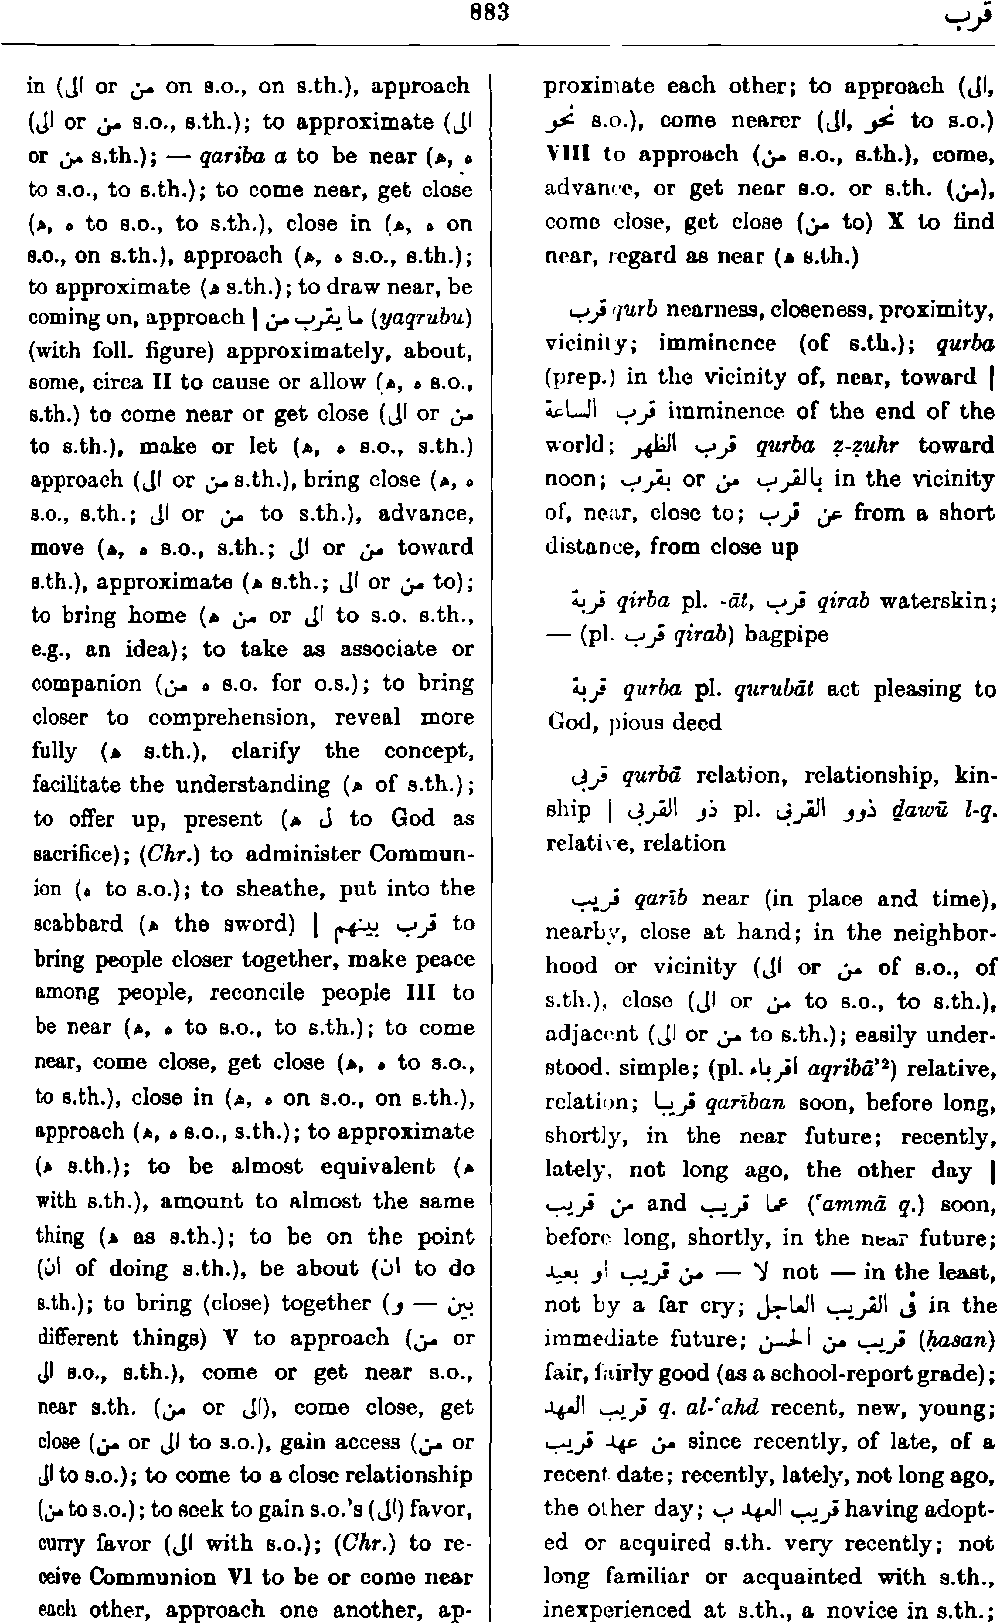 883
قرب
in (الى or من on s.o., on s.th.), approach
(الى or من s.o., s.th.); to approximate (الى
or من s.th.); — qariba a to be near (ه, ه
to s.o., to s.th.); to come near, get close
(ه, ه to s.o., to s.th.), close in (ه, ه on
s.o., on s.th.), approach (ه, ه s.o., s.th.);
to approximate (ه s.th.); to draw near, be
coming on, approach | ما يقرب من (yaqrubu)
(with foll. figure) approximately, about,
some, circa II to cause or allow (ه, ه s.o.,
s.th.) to come near or get close (الى or من
to s.th.), make or let (ه, ه s.o., s.th.)
approach (الى or من s.th.), bring close (ه, ه
s.o., s.th.; الى or من to s.th.), advance,
move (ه, ه s.o., s.th.; الى or من toward
s.th.), approximate (ه s.th.; الى or من to);
to bring home (ه من or الى to s.o. s.th.,
e.g., an idea); to take as associate or
companion (ه من s.o. for o.s.); to bring
closer to comprehension, reveal more
fully (ه s.th.), clarify the concept,
facilitate the understanding (ه of s.th.);
to offer up, present (ه ل to God as
sacrifice); (Chr.) to administer Commun-
ion (ه to s.o.); to sheathe, put into the
scabbard (ه the sword) | قرب بينهم to
bring people closer together, make peace
among people, reconcile people III to
be near (ه, ه to s.o., to s.th.); to come
near, come close, get close (ه, ه to s.o.,
to s.th.), close in (ه, ه on s.o., on s.th.),
approach (ه, ه s.o., s.th.); to approximate
(ه s.th.); to be almost equivalent (ه
with s.th.), amount to almost the same
thing (ه as s.th.); to be on the point
(ان of doing s.th.), be about (ان to do
s.th.); to bring (close) together (بين — و
different things) V to approach (من or
الى s.o., s.th.), come or get near s.o.,
near s.th. (من or الى), come close, get
close (من or الى to s.o.), gain access (من or
الى to s.o.); to come to a close relationship
(من to s.o.); to seek to gain s.o.'s (الى) favor,
curry favor (الى with s.o.); (Chr.) to re-
ceive Communion VI to be or come near
each other, approach one another, ap-
proximate each other; to approach (الى,
نحو s.o.), come nearer (الى, نحو to s.o.)
VIII to approach (من s.o., s.th.), come,
advance, or get near s.o. or s.th. (من),
come close, get close (من to) X to find
near, regard as near (ه s.th.)
قرب qurb nearness, closeness, proximity,
vicinity; imminence (of s.th.); qurba
(prep.) in the vicinity of, near, toward |
قرب الساعة imminence of the end of the
world; قرب الظهر qurba ẓ-ẓuhr toward
noon; بقرب or بالقرب من in the vicinity
of, near, close to; عن قرب from a short
distance, from close up
قربة qirba pl. -āt, قرب qirab waterskin;
— (pl. قرب qirab) bagpipe
قربة qurba pl. qurubāt act pleasing to
God, pious deed
قربى qurbā relation, relationship, kin-
ship | ذو القربى pl. ذوو القربى ḏawū l-q.
relative, relation
قريب qarīb near (in place and time),
nearby, close at hand; in the neighbor-
hood or vicinity (الى or من of s.o., of
s.th.), close (الى or من to s.o., to s.th.),
adjacent (الى or من to s.th.); easily under-
stood, simple; (pl. اقرباء aqribā'²) relative,
relation; قريبا qarīban soon, before long,
shortly, in the near future; recently,
lately, not long ago, the other day |
من قريب and عما قريب (ʿammā q.) soon,
before long, shortly, in the near future;
لا — من قريب او بعيد not — in the least,
not by a far cry; فى القريب العاجل in the
immediate future; قريب من الحسن (ḥasan)
fair, fairly good (as a school-report grade);
قريب العهد q. al-ʿahd recent, new, young;
من عهد قريب since recently, of late, of a
recent date; recently, lately, not long ago,
the other day; قريب العهد ب having adopt-
ed or acquired s.th. very recently; not
long familiar or acquainted with s.th.,
inexperienced at s.th., a novice in s.th.;